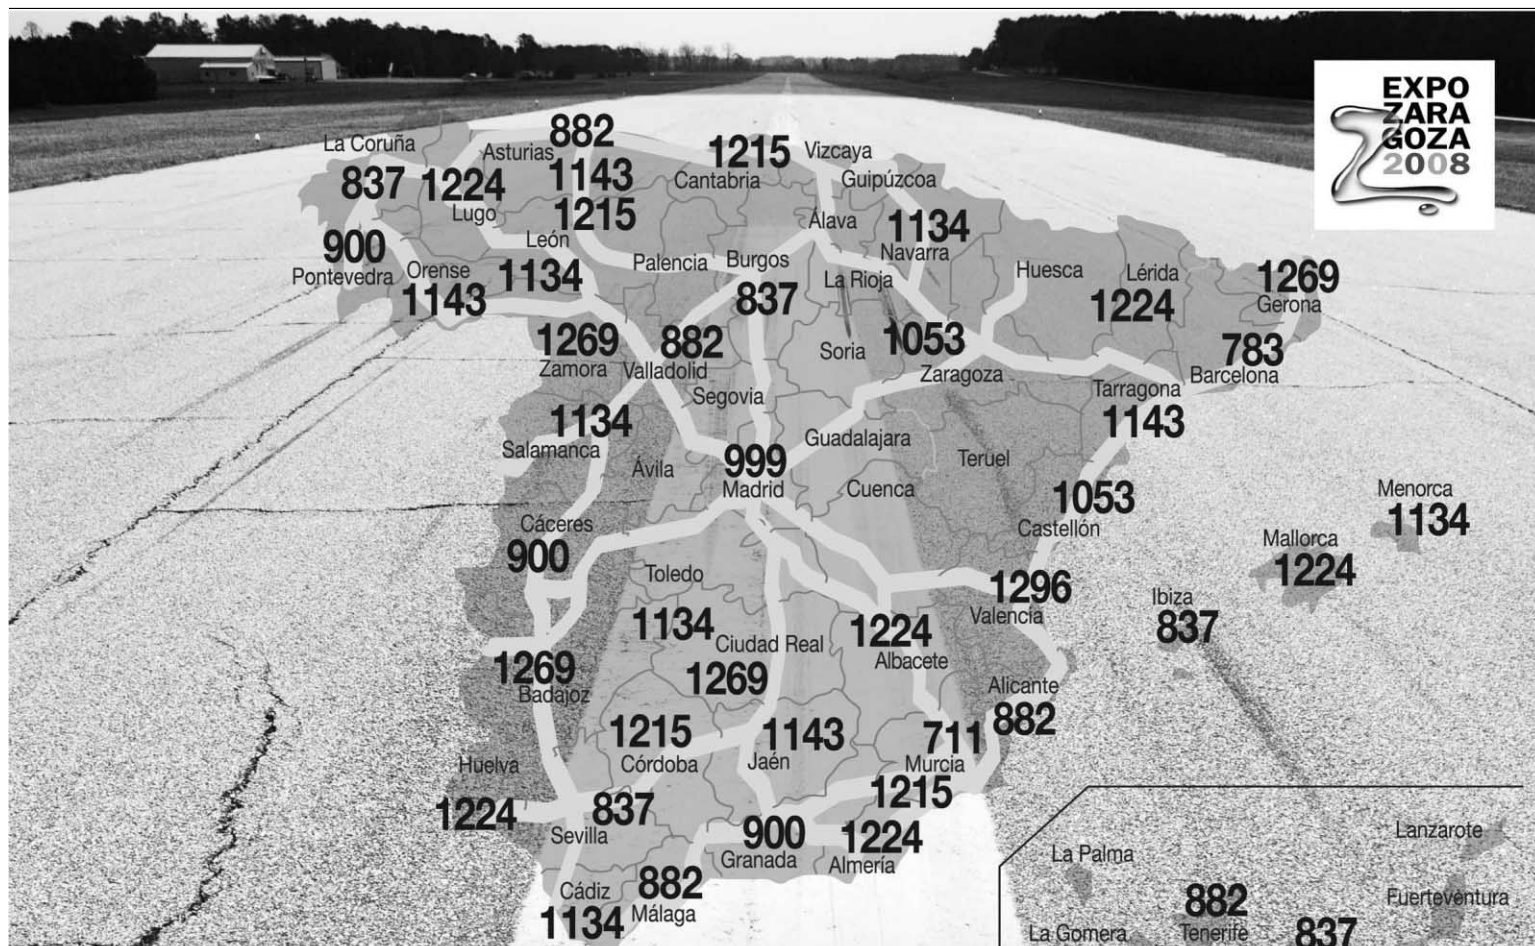 EXPO
ZARA
GOZA
2008
La Coruña
837
1224
Lugo
Asturias
882
1143
1215
1215
Cantabria
Vizcaya
Guipúzcoa
Álava
1134
Navarra
900
Pontevedra
Orense
1143
León
1134
Palencia
Burgos
837
La Rioja
Huesca
Lérida
1224
1269
Gerona
1269
Zamora
882
Valladolid
Soria
1053
Zaragoza
783
Barcelona
Segovia
Tarragona
1143
1134
Salamanca
Ávila
999
Madrid
Guadalajara
Cuenca
Teruel
1053
Castellón
Menorca
1134
Mallorca
1224
Cáceres
900
Toledo
1134
Ciudad Real
1269
1224
Albacete
1296
Valencia
Ibiza
837
1269
Badajoz
Alicante
882
1215
Córdoba
1143
Jaén
711
Murcia
1215
Huelva
1224
837
Sevilla
900
Granada
1224
Almería
Cádiz
1134
882
Málaga
La Palma
Lanzarote
882
Tenerife
837
Fuerteventura
La Gomera